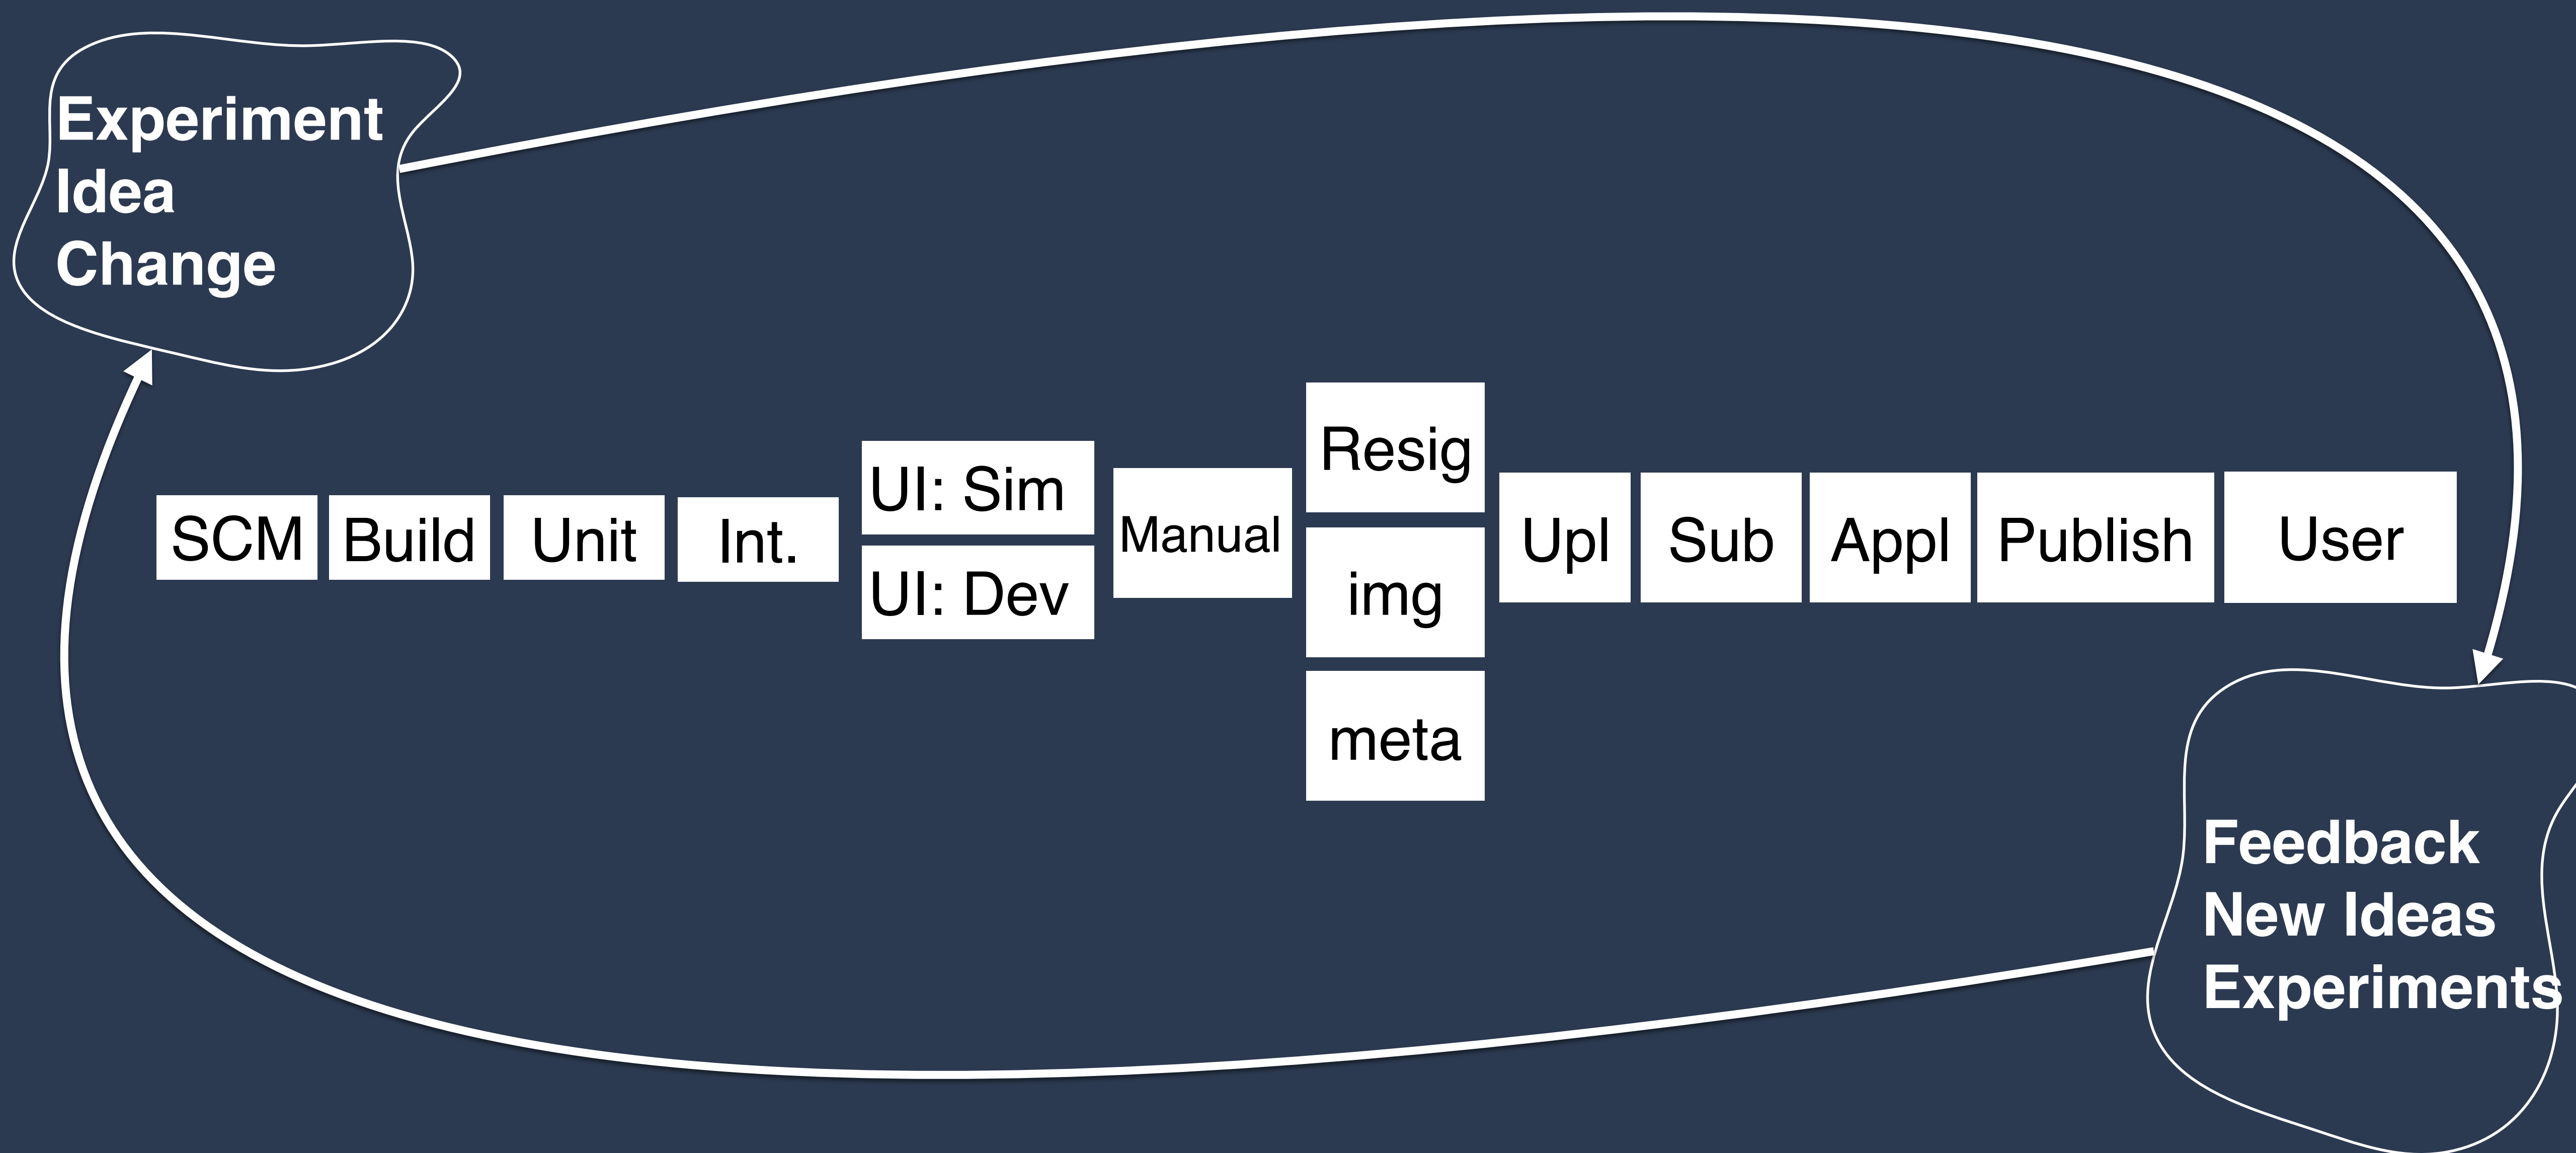 Experiment
Idea
Change
SCM
Build
Unit
Int.
UI: Sim
UI: Dev
Manual
Resig
img
meta
Upl
Sub
Appl
Publish
User
Feedback
New Ideas
Experiments